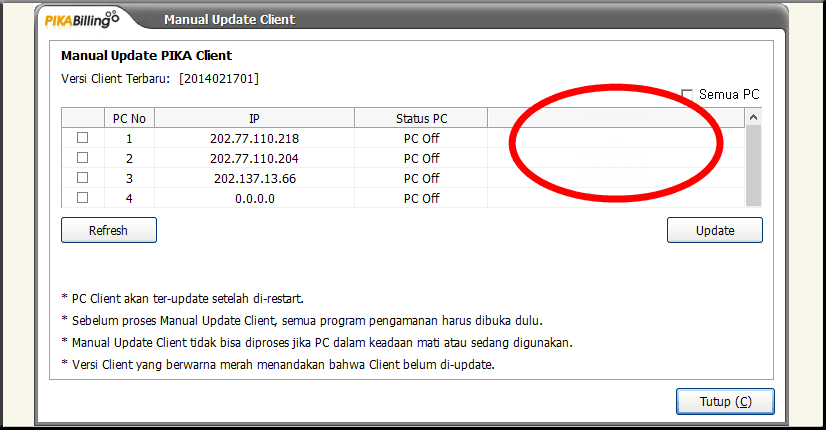 PIKABilling Manual Update Client
Manual Update PIKA Client
Versi Client Terbaru: [2014021701]
Semua PC
PC No IP Status PC
1 202.77.110.218 PC Off
2 202.77.110.204 PC Off
3 202.137.13.66 PC Off
4 0.0.0.0 PC Off
Refresh Update
* PC Client akan ter-update setelah di-restart.
* Sebelum proses Manual Update Client, semua program pengamanan harus dibuka dulu.
* Manual Update Client tidak bisa diproses jika PC dalam keadaan mati atau sedang digunakan.
* Versi Client yang berwarna merah menandakan bahwa Client belum di-update.
Tutup (C)